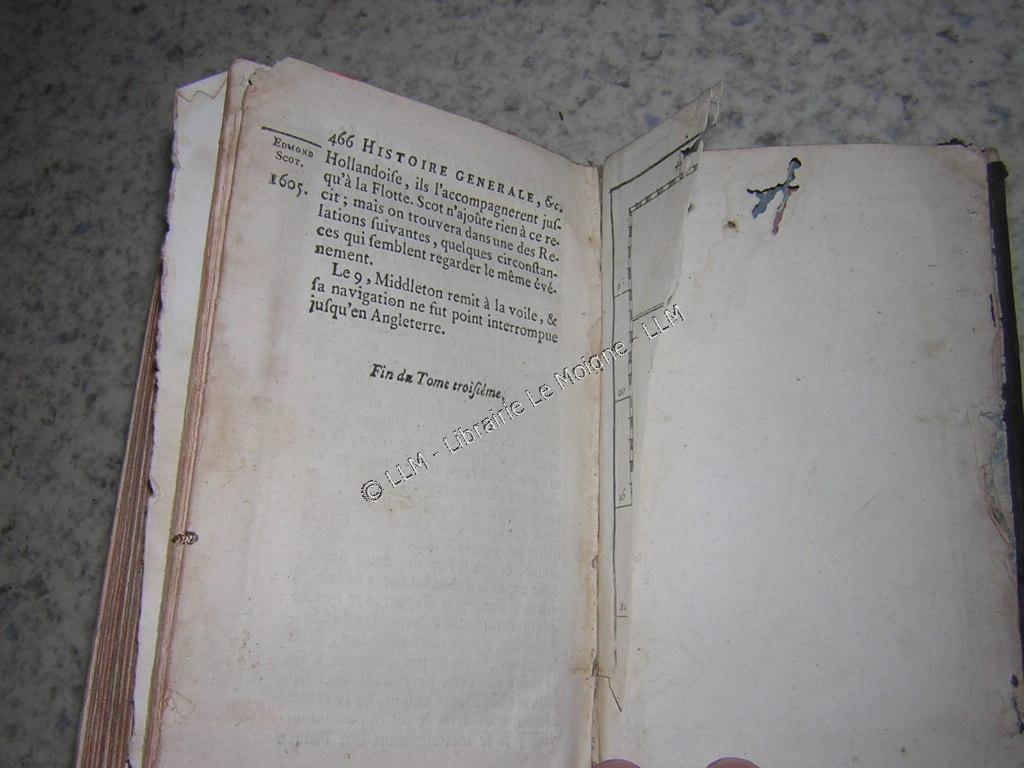 466 HISTOIRE GENERALE, &c.
EDMOND
SCOT.
1605.
Hollandoiſe, ils l'accompagnerent juſ-
qu'à la Flotte. Scot n'ajoûte rien à ce re-
cit ; mais on trouvera dans une des Re-
lations ſuivantes, quelques circonſtan-
ces qui ſemblent regarder le même évé-
nement.
Le 9, Middleton remit à la voile, &
ſa navigation ne fut point interrompue
juſqu'en Angleterre.
Fin du Tome troiſiéme.
© LLM - Librairie Le Moigne - LLM